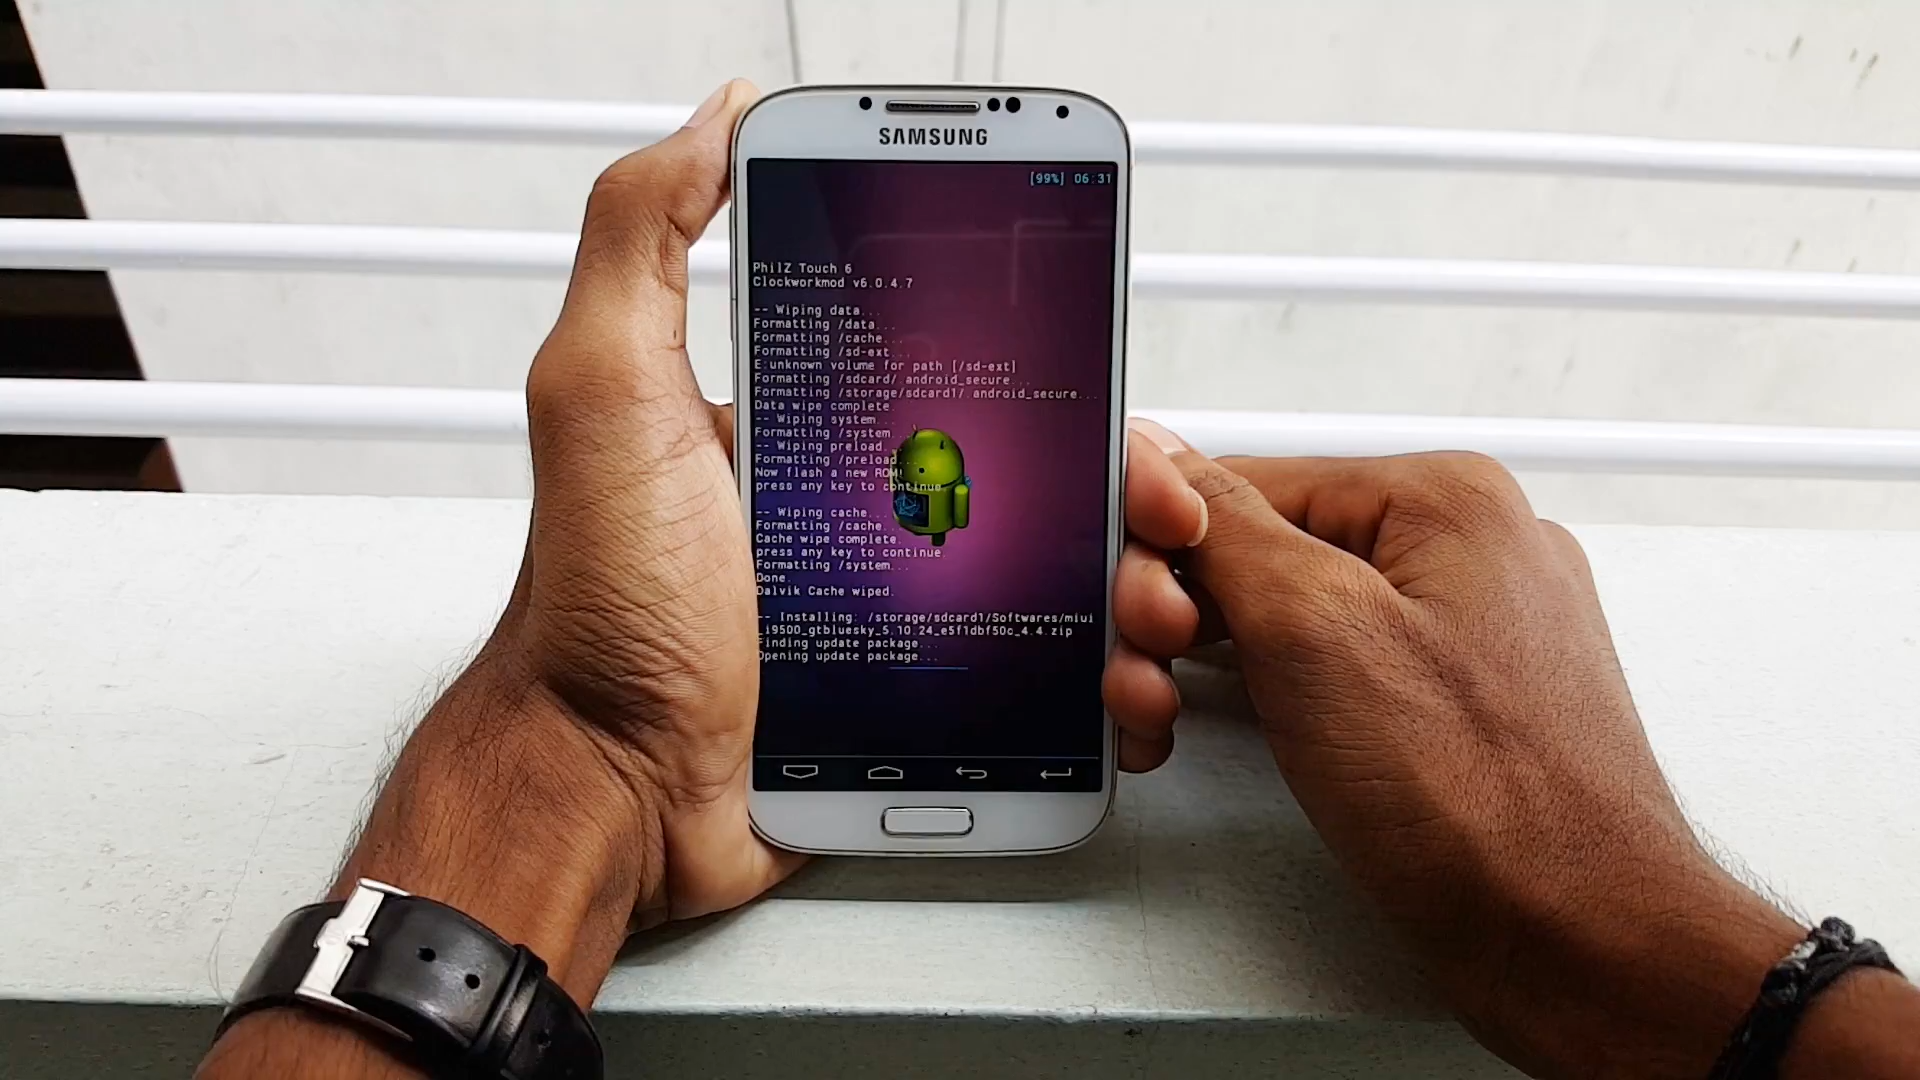 SAMSUNG
[99%] 06:31
PhilZ Touch 6
Clockworkmod v6.0.4.7
-- Wiping data...
Formatting /data...
Formatting /cache...
Formatting /sd-ext...
E:unknown volume for path [/sd-ext]
Formatting /sdcard/.android_secure...
Formatting /storage/sdcard1/.android_secure...
Data wipe complete.
-- Wiping system...
Formatting /system...
-- Wiping preload...
Formatting /preload...
Now flash a new ROM!
press any key to continue.
-- Wiping cache...
Formatting /cache...
Cache wipe complete.
press any key to continue.
Formatting /system...
Done.
Dalvik Cache wiped.
-- Installing: /storage/sdcard1/Softwares/miui
_i9500_gtbluesky_5.10.24_e5f1dbf50c_4.4.zip
Finding update package...
Opening update package...